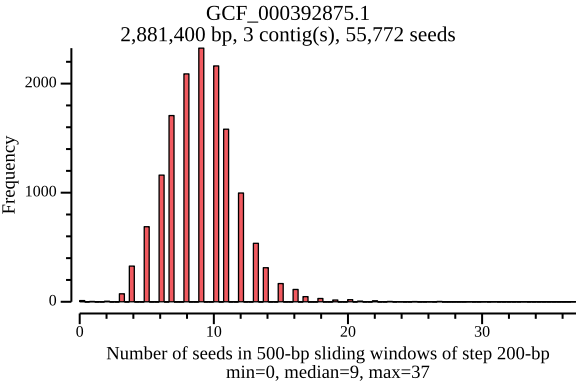 GCF_000392875.1
2,881,400 bp, 3 contig(s), 55,772 seeds
Frequency
2000
1000
0
0 10 20 30
Number of seeds in 500-bp sliding windows of step 200-bp
min=0, median=9, max=37